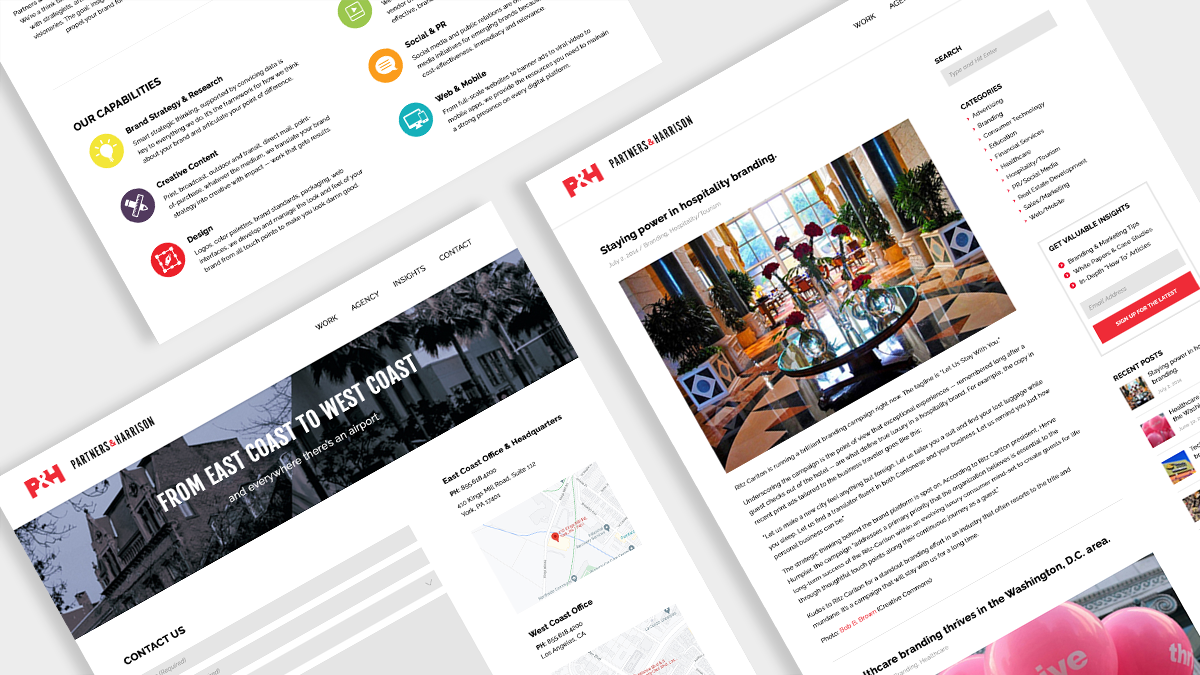 Partners
We're a think
with strategists,
visionaries. The goal:
propel your brand
OUR CAPABILITIES
Brand Strategy & Research
Smart strategic thinking, supported by convicing data is
key to everything we do. It's the framework for how we think
about your brand and articulate your point of difference.
Creative Content
Print, broadcast, outdoor and transit, direct mail, point-
of-purchase, whatever the medium, we translate your brand
strategy into creative with impact — work that gets results.
Design
Logos, color palettes, brand standards, packaging, web
interfaces, we develop and manage the look and feel of your
brand from all touch points to make you look damn good.
effective,
Social & PR
Social media and public relations are
media initiatives for emerging brands because
cost-effectiveness, immediacy and relevance
Web & Mobile
From full-scale websites to banner ads to viral video to
mobile apps, we provide the resources you need to maintain
a strong presence on every digital platform.
P&H PARTNERS&HARRISON
WORK AGENCY INSIGHTS CONTACT
FROM EAST COAST TO WEST COAST
and everywhere there's an airport.
CONTACT US
(Required)
East Coast Office & Headquarters
PH: 855.618.4200
410 Kings Mill Road, Suite 112
York, PA 17401
West Coast Office
PH: 855.618.4200
Los Angeles, CA
P&H PARTNERS&HARRISON
WORK
Staying power in hospitality branding.
July 2, 2014 / Branding, Hospitality/Tourism
Ritz Carlton is running a brilliant branding campaign right now. The tagline is "Let Us Stay With You."
Underscoring the campaign is the point of view that exceptional experiences — remembered long after a
guest checks out of the hotel — are what define true luxury in a hospitality brand. For example, the copy in
recent print ads tailored to the business traveler goes like this:
"Let us make a new city feel anything but foreign. Let us tailor you a suit and find your lost luggage while
you sleep. Let us find a translator fluent in both Cantonese and your business. Let us remind you just how
personal business can be."
The strategic thinking behind the brand platform is spot on. According to Ritz Carlton president, Herve
Humpler, the campaign "addresses a primary priority that the organization believes is essential to the
long-term success of the Ritz Carlton within an evolving luxury consumer mind-set to create guests for life
through thoughtful touch points along their continuous journey as a guest."
Kudos to Ritz Carlton for a standout branding effort in an industry that often resorts to the trite and
mundane. It's a campaign that will stay with us for a long time.
Photo: Bob B. Brown (Creative Commons)
lthcare branding thrives in the Washington, D.C. area.
Branding, Healthcare
SEARCH
Type and Hit Enter
CATEGORIES
Advertising
Branding
Consumer Technology
Education
Financial Services
Healthcare
Hospitality/Tourism
PR/Social Media
Real Estate Development
Sales/Marketing
Web/Mobile
GET VALUABLE INSIGHTS
Branding & Marketing Tips
White Papers & Case Studies
In-Depth "How To" Articles
Email Address
SIGN UP FOR THE LATEST
RECENT POSTS
Staying power in
branding.
July 2, 2014
Healthcare
the